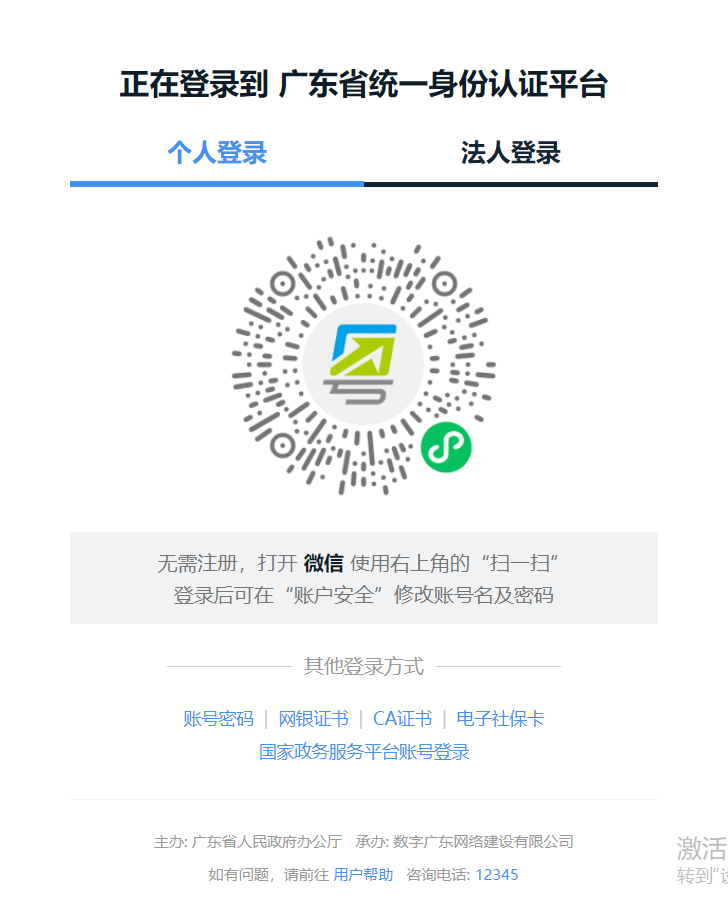 正在登录到 广东省统一身份认证平台
个人登录 法人登录
无需注册，打开 微信 使用右上角的“扫一扫”
登录后可在“账户安全”修改账号名及密码
其他登录方式
账号密码 | 网银证书 | CA证书 | 电子社保卡
国家政务服务平台账号登录
主办: 广东省人民政府办公厅 承办: 数字广东网络建设有限公司
激活
如有问题，请前往 用户帮助 咨询电话: 12345
转到"